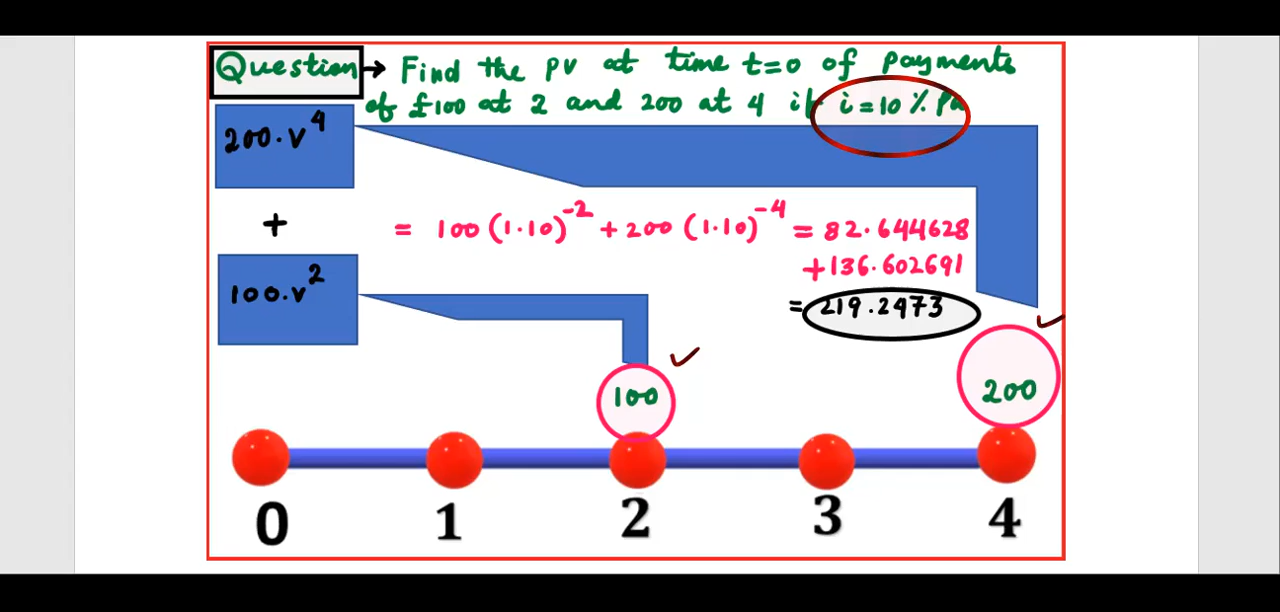 Question → Find the PV at time t=0 of payments
of £100 at 2 and 200 at 4 if i = 10 % Pa
200.v⁴
+
= 100 (1.10)⁻² + 200 (1.10)⁻⁴ = 82.644628
+136.602691
100.v²
= 219.2473
100
200
0 1 2 3 4